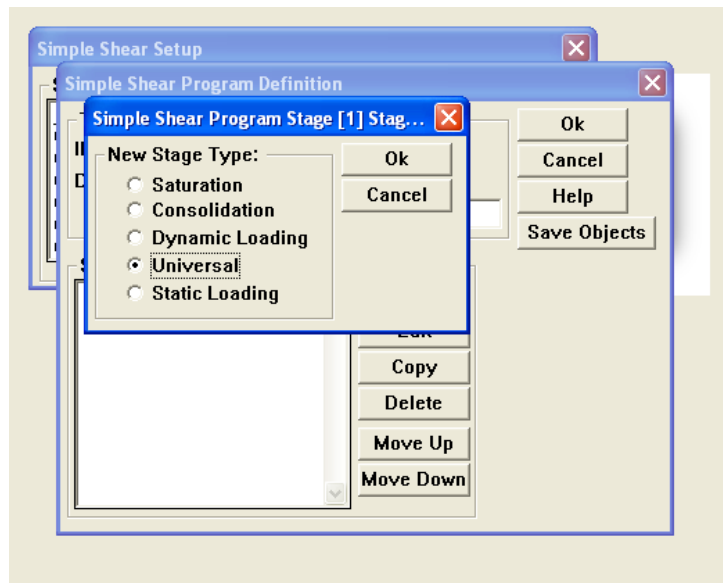 Simple Shear Setup
Simple Shear Program Definition
Simple Shear Program Stage [1] Stag...
New Stage Type:
Saturation
Consolidation
Dynamic Loading
Universal
Static Loading
Ok
Cancel
Ok
Cancel
Help
Save Objects
Copy
Delete
Move Up
Move Down